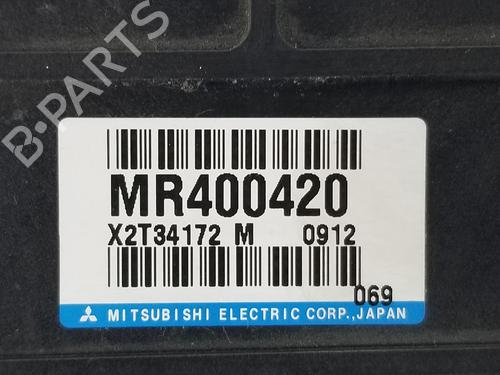 B-PARTS
MR400420
X2T34172 M 0912
069
MITSUBISHI ELECTRIC CORP.,JAPAN